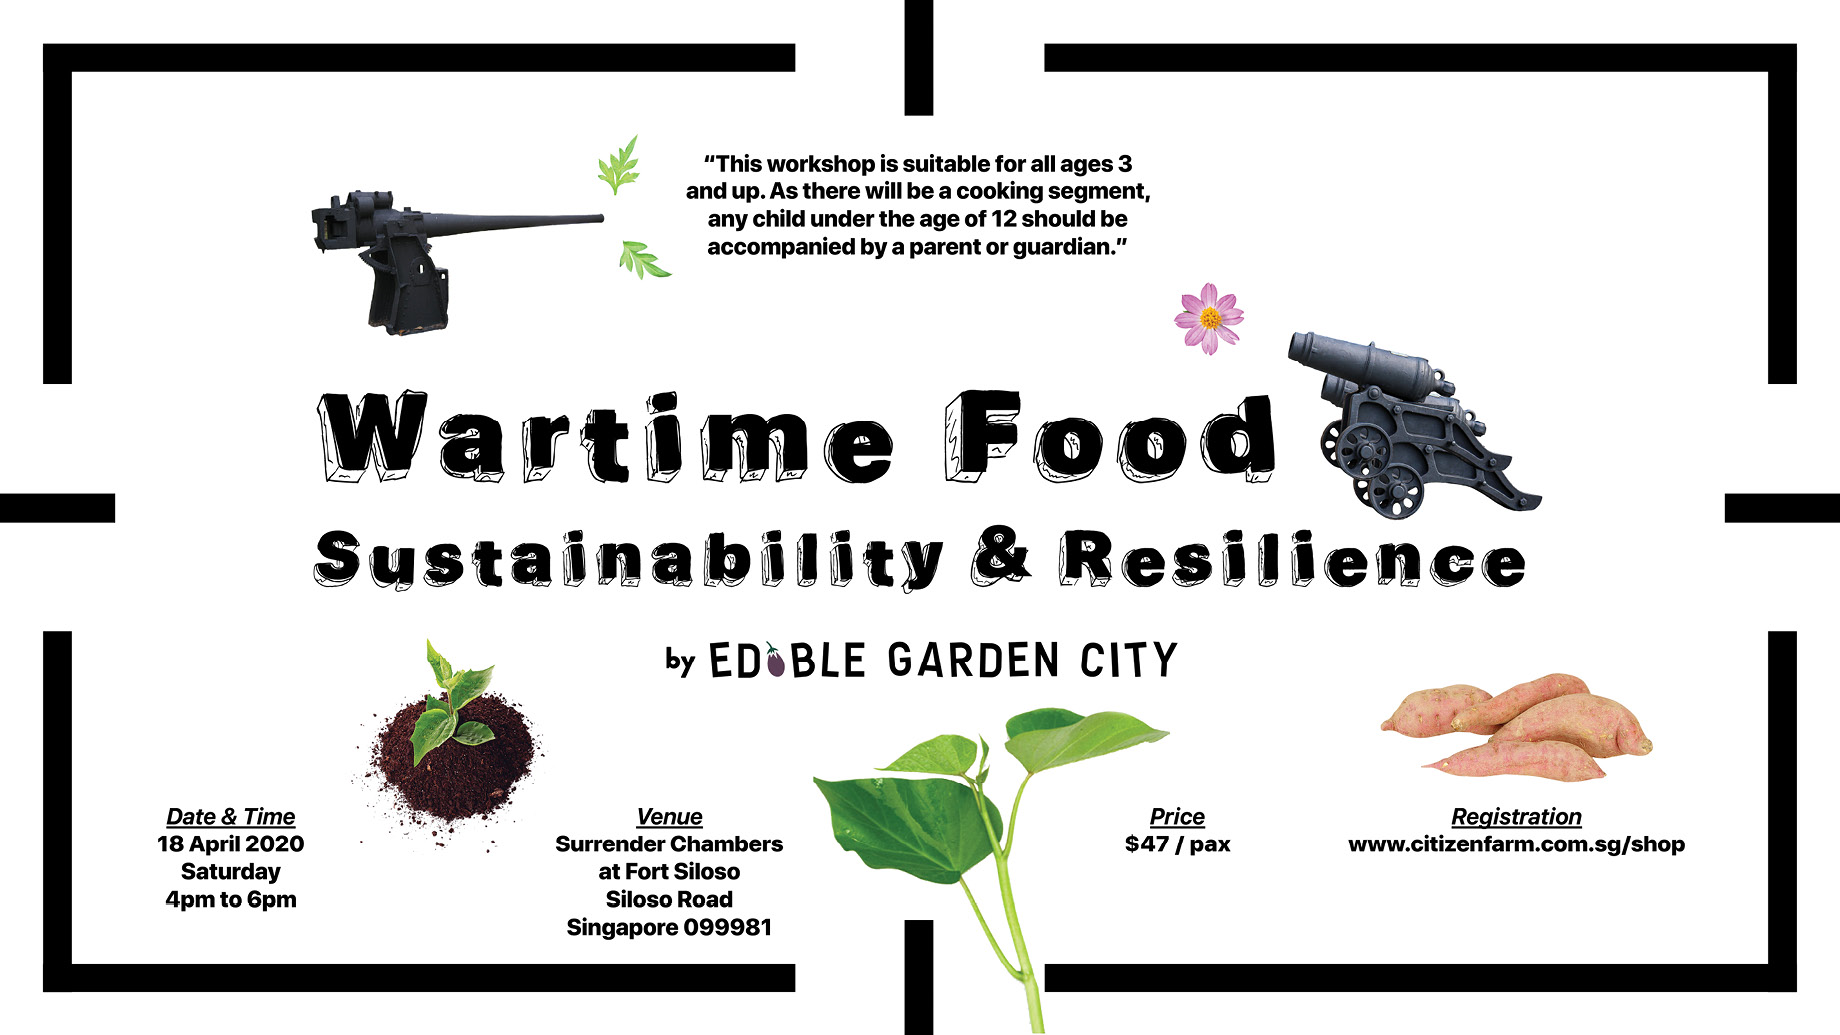 “This workshop is suitable for all ages 3
and up. As there will be a cooking segment,
any child under the age of 12 should be
accompanied by a parent or guardian.”
Wartime Food
Sustainability & Resilience
by EDIBLE GARDEN CITY
Date & Time
18 April 2020
Saturday
4pm to 6pm
Venue
Surrender Chambers
at Fort Siloso
Siloso Road
Singapore 099981
Price
$47 / pax
Registration
www.citizenfarm.com.sg/shop